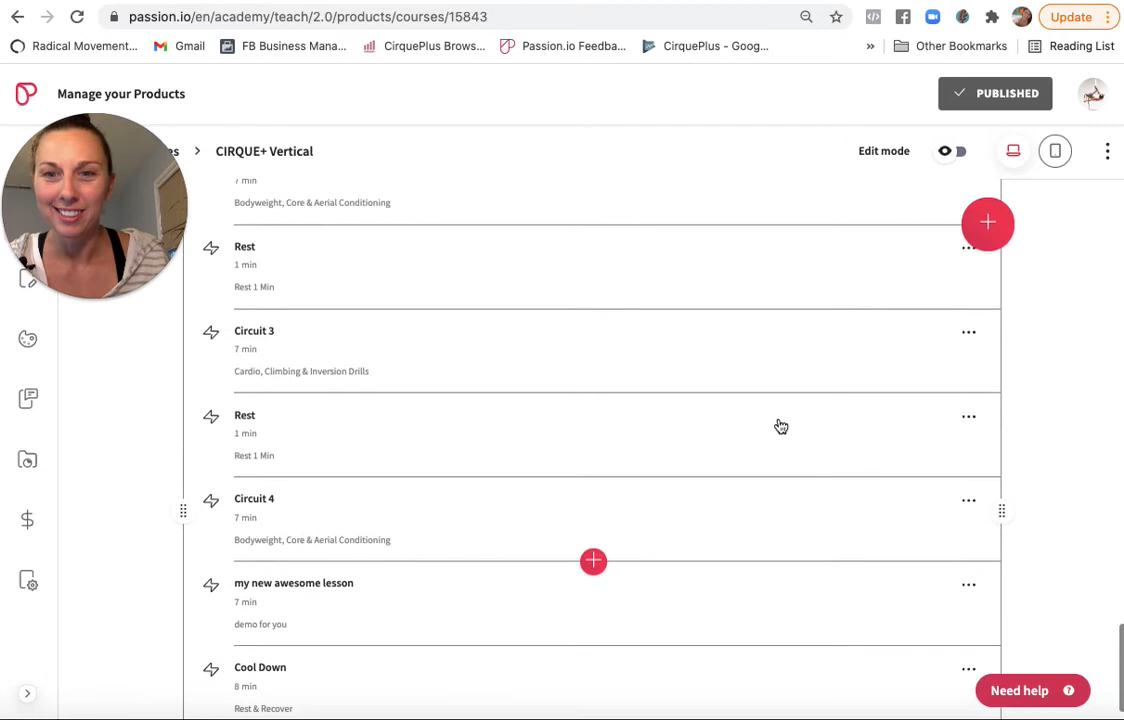 passion.io/en/academy/teach/2.0/products/courses/15843
Update
Radical Movement...
Gmail
FB Business Mana...
CirquePlus Brows...
Passion.io Feedba...
CirquePlus - Goog...
»
Other Bookmarks
Reading List
Manage your Products
PUBLISHED
es > CIRQUE+ Vertical
Edit mode
7 min
Bodyweight, Core & Aerial Conditioning
Rest
1 min
Rest 1 Min
Circuit 3
7 min
Cardio, Climbing & Inversion Drills
Rest
1 min
Rest 1 Min
Circuit 4
7 min
Bodyweight, Core & Aerial Conditioning
my new awesome lesson
7 min
demo for you
Cool Down
8 min
Rest & Recover
Need help